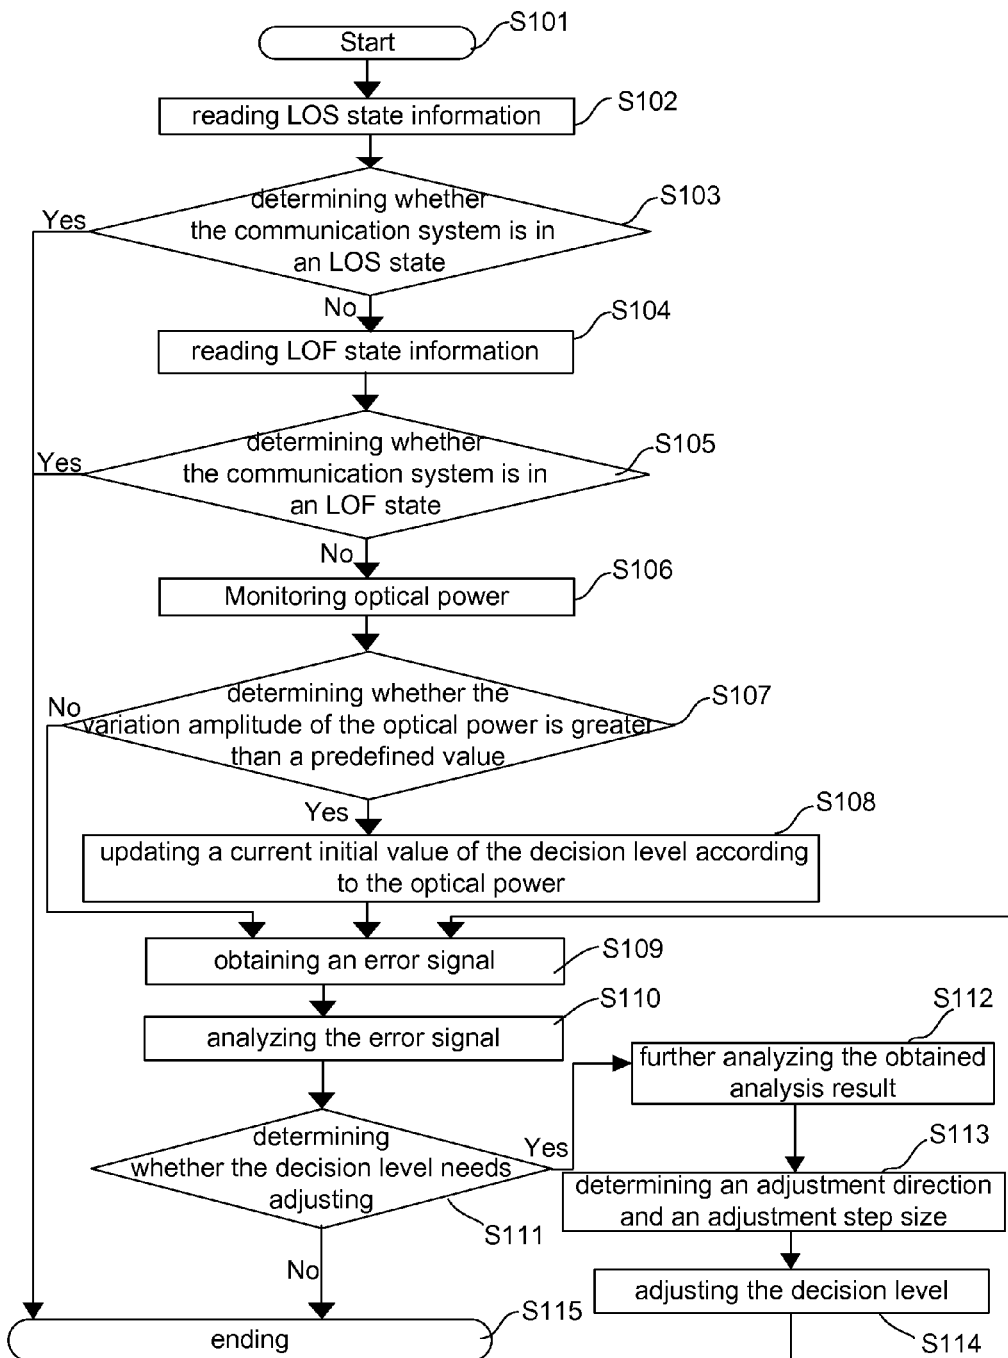 S101
Start
S102
reading LOS state information
S103
determining whether
the communication system is in
an LOS state
Yes
No
S104
reading LOF state information
S105
determining whether
the communication system is in
an LOF state
Yes
No
S106
Monitoring optical power
S107
determining whether the
variation amplitude of the optical power is greater
than a predefined value
No
Yes
S108
updating a current initial value of the decision level according
to the optical power
S109
obtaining an error signal
S110
analyzing the error signal
S112
further analyzing the obtained
analysis result
determining
whether the decision level needs
adjusting
Yes
S111
No
S113
determining an adjustment direction
and an adjustment step size
adjusting the decision level
S114
S115
ending